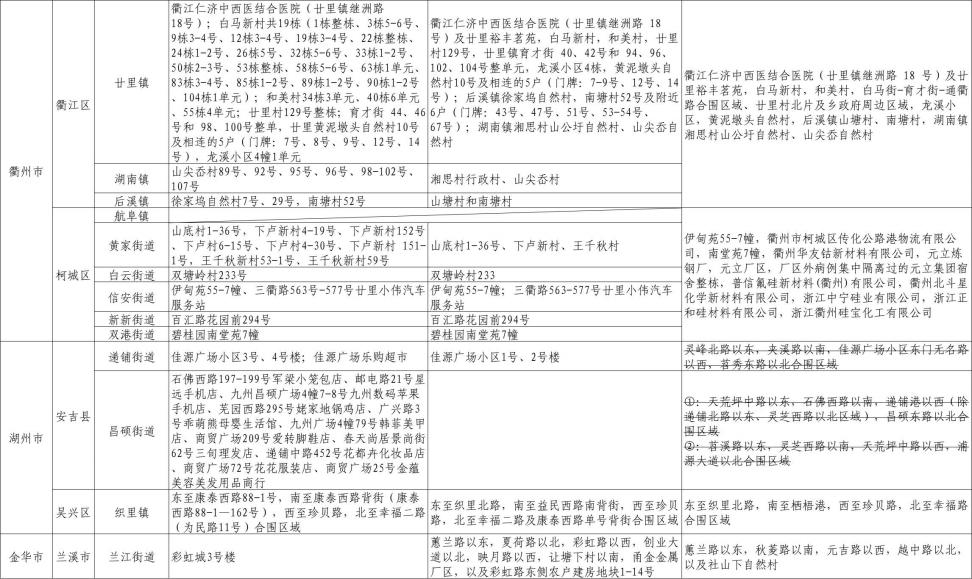 衢江仁济中西医结合医院（廿里镇继洲路
18号）；白马新村共19栋（1栋整栋、3栋5-6号、
9栋3-4号、12栋3-4号、19栋3-4号、22栋整栋、
24栋1-2号、26栋5号、32栋5-6号、33栋1-2号、
50栋2-3号、53栋整栋、58栋5-6号、63栋1单元、
83栋3-4号、85栋1-2号、89栋1-2号、90栋1-2号
、104栋1单元）；和美村34栋3单元、40栋6单元
、55栋4单元；廿里村129号整栋；育才街 44、46
号和 98、100号整单元，廿里黄泥墩头自然村10号
及相连的5户（门牌：7号、8号、9号、12号、14
号），龙溪小区4幢1单元
衢江仁济中西医结合医院（廿里镇继洲路 18
号）及廿里裕丰茗苑，白马新村，和美村，廿里
村129号，廿里镇育才街 40、42号和 94、96、
102、104号整单元，龙溪小区4栋，黄泥墩头自
然村10号及相连的5户（门牌：7-9号、12号、14
号）；后溪镇徐家坞自然村，南塘村52号及附近
6户（门牌：43号、47号、51号、53-54号、
67号）；湖南镇湘思村山公圩自然村、山尖岙自
然村
衢江仁济中西医结合医院（廿里镇继洲路 18 号）及廿
里裕丰茗苑，白马新村，和美村、白马街-育才街-通衢
路合围区域、廿里村北片及乡政府周边区域，龙溪小
区，黄泥墩头自然村，后溪镇山塘村、南塘村，湖南镇
湘思村山公圩自然村、山尖岙自然村
廿里镇
衢江区
衢州市
湖南镇
山尖岙村89号、92号、95号、96号、98-102号、
107号
湘思村行政村、山尖岙村
后溪镇
徐家坞自然村7号、29号，南塘村52号
山塘村和南塘村
柯城区
航阜镇
黄家街道
山底村1-36号，下卢新村4-19号、下卢新村152号
、下卢村6-15号、下卢村4-30号、下卢新村 151-
1号，王千秋新村53-1号、王千秋新村59号
山底村1-36号、下卢新村、王千秋村
白云街道
双塘岭村233号
双塘岭村233
信安街道
伊甸苑55-7幢、三衢路563号-577号廿里小伟汽车
服务站
伊甸苑55-7幢；三衢路563-577号廿里小伟汽车
服务站
新新街道
百汇路花园前294号
百汇路花园前294号
双港街道
碧桂园南堂苑7幢
碧桂园南堂苑7幢
伊甸苑55-7幢，衢州市柯城区传化公路港物流有限公
司，南堂苑7幢，衢州华友钴新材料有限公司，元立炼
钢厂，元立厂区，厂区外病例集中隔离过的元立集团宿
舍整栋，普信氟硅新材料(衢州)有限公司，衢州北斗星
化学新材料有限公司，浙江中宁硅业有限公司，浙江正
和硅材料有限公司，浙江衢州硅宝化工有限公司
湖州市
安吉县
递铺街道
佳源广场小区3号、4号楼；佳源广场乐购超市
佳源广场小区1号、2号楼
灵峰北路以东，夹溪路以南，佳源广场小区东门无名路
以西，苕秀东路以北合围区域
昌硕街道
石佛西路197-199号军梁小笼包店、邮电路21号星
远手机店、九州昌硕广场4幢7-8号九州数码苹果
手机店、芜园西路295号姥家地锅鸡店、广兴路3
号乖萌熊母婴生活馆、九州广场4幢79号韩菲美甲
店、商贸广场209号爱转脚鞋店、春天尚居景尚街
62号三旬理发店、递铺中路452号花都卉化妆品店
、商贸广场72号花花服装店、商贸广场25号金蕴
美容美发用品商行
①：天荒坪中路以东，石佛西路以南，递铺港以西（除
递铺北路以东、灵芝西路以北区域），昌硕东路以北合
围区域
②：苕溪路以东，灵芝西路以南，天荒坪中路以西，浦
源大道以北合围区域
吴兴区
织里镇
东至康泰西路88-1号，南至康泰西路背街（康泰
西路88-1—162号），西至珍贝路，北至幸福二路
（为民路11号）合围区域
东至织里北路，南至益民西路南背街，西至珍贝
路，北至幸福二路及康泰西路单号背街合围区域
东至织里北路，南至栖梧港，西至珍贝路，北至幸福路
合围区域
金华市
兰溪市
兰江街道
彩虹城3号楼
蕙兰路以东，夏荷路以北，彩虹路以西，创业大
道以北，映月路以西，让塘下村以南，甬金金属
厂区，以及彩虹路东侧农户建房地块1-14号
蕙兰路以东，秋菱路以南，元吉路以西，越中路以北，
以及社山下自然村